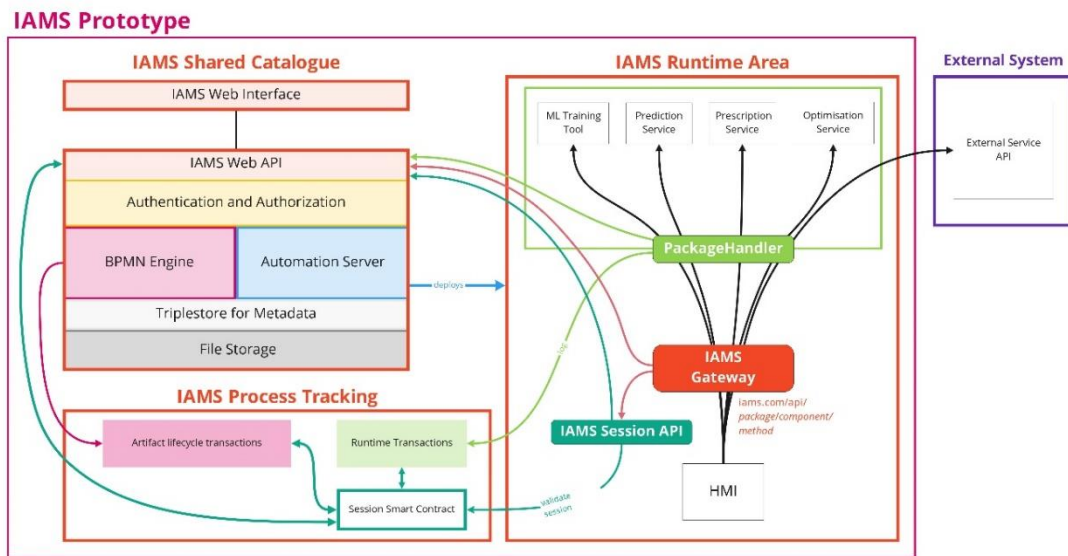 IAMS Prototype
IAMS Shared Catalogue
IAMS Web Interface
IAMS Web API
Authentication and Authorization
BPMN Engine
Automation Server
Triplestore for Metadata
File Storage
deploys
IAMS Process Tracking
Artifact lifecycle transactions
Runtime Transactions
Session Smart Contract
IAMS Runtime Area
ML Training
Tool
Prediction
Service
Prescription
Service
Optimisation
Service
PackageHandler
log
IAMS
Gateway
iams.com/api/
package/component/
method
IAMS Session API
validate
session
HMI
External System
External Service
API